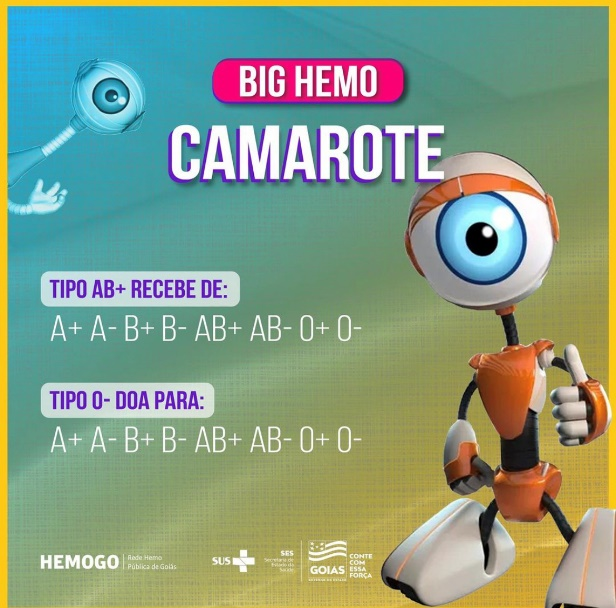 BIG HEMO
CAMAROTE
TIPO AB+ RECEBE DE:
A+ A- B+ B- AB+ AB- O+ O-
TIPO O- DOA PARA:
A+ A- B+ B- AB+ AB- O+ O-
HEMOGO
Rede Hemo
Pública de Goiás
SUS
SES
Secretaria de
Estado da
Saúde
GOIÁS
CONTE
COM
ESSA
FORÇA